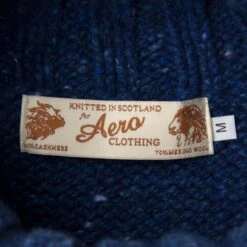 KNITTED IN SCOTLAND
for
Aero
CLOTHING
30% CASHMERE 70% MERINO WOOL
M